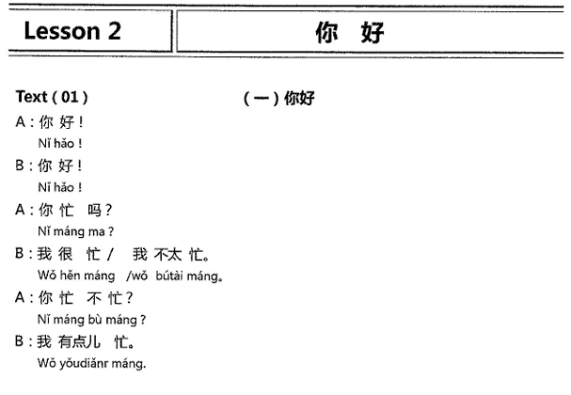 Lesson 2
你 好
Text ( 01 )
( 一 ) 你好
A : 你 好 !
Nǐ hǎo !
B : 你 好 !
Nǐ hǎo !
A : 你 忙 吗 ?
Nǐ máng ma ?
B : 我 很 忙 / 我 不太 忙。
Wǒ hěn máng /wǒ bútài máng。
A : 你 忙 不 忙 ?
Nǐ máng bù máng ?
B : 我 有点儿 忙。
Wǒ yǒudiǎnr máng.